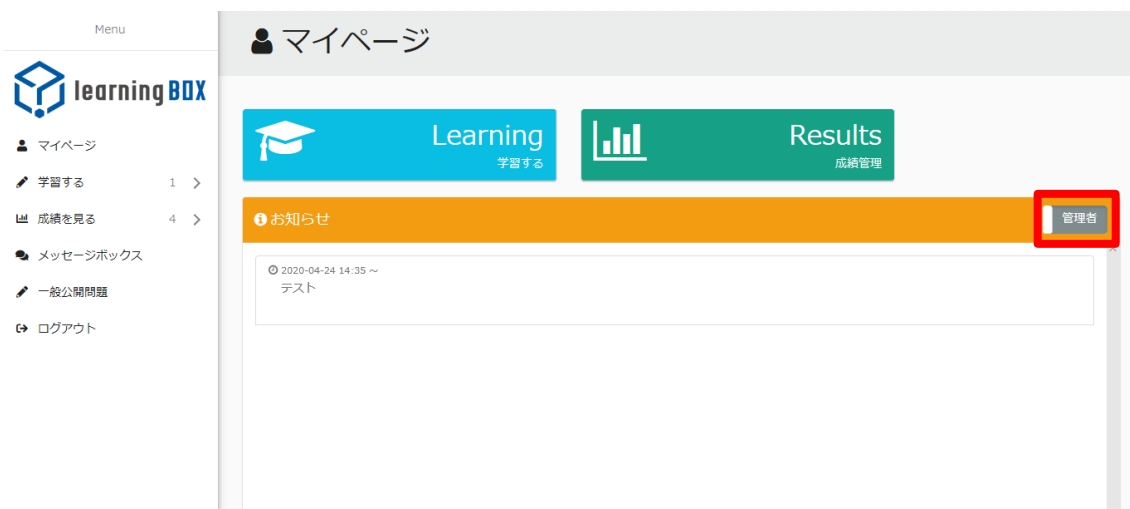 Menu
learningBOX
マイページ
学習する 1
成績を見る 4
メッセージボックス
一般公開問題
ログアウト
マイページ
Learning
学習する
Results
成績管理
お知らせ
管理者
2020-04-24 14:35 ~
テスト